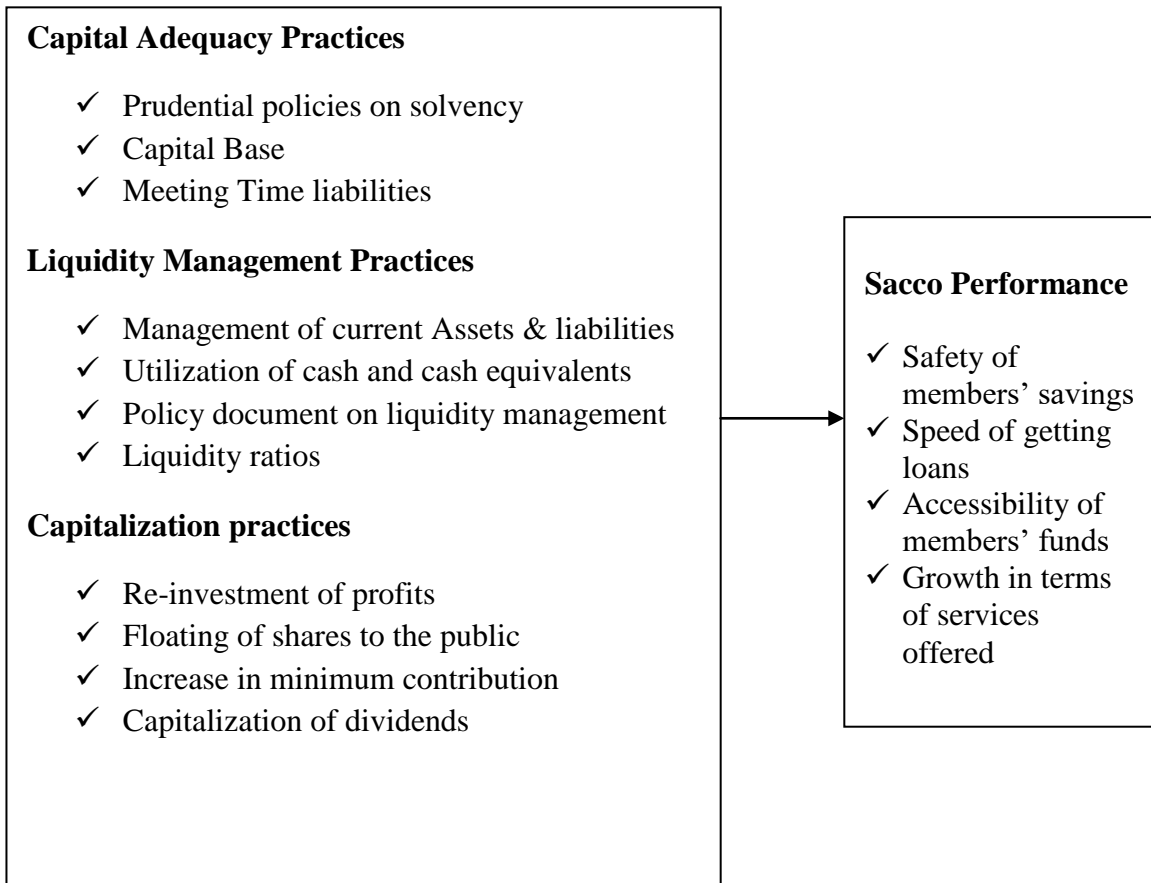 Capital Adequacy Practices
✓ Prudential policies on solvency
✓ Capital Base
✓ Meeting Time liabilities
Liquidity Management Practices
✓ Management of current Assets & liabilities
✓ Utilization of cash and cash equivalents
✓ Policy document on liquidity management
✓ Liquidity ratios
Capitalization practices
✓ Re-investment of profits
✓ Floating of shares to the public
✓ Increase in minimum contribution
✓ Capitalization of dividends
Sacco Performance
✓ Safety of
members’ savings
✓ Speed of getting
loans
✓ Accessibility of
members’ funds
✓ Growth in terms
of services
offered